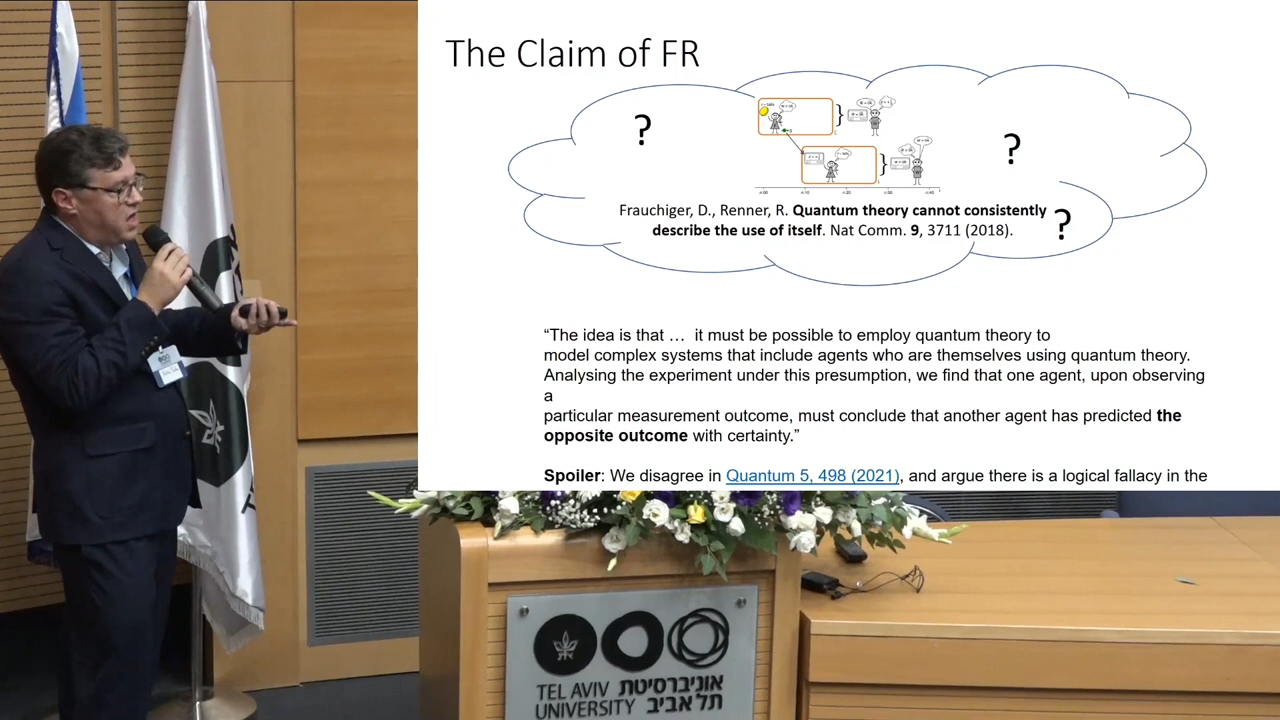 The Claim of FR
?
?
?
Frauchiger, D., Renner, R. Quantum theory cannot consistently
describe the use of itself. Nat Comm. 9, 3711 (2018).
“The idea is that … it must be possible to employ quantum theory to
model complex systems that include agents who are themselves using quantum theory.
Analysing the experiment under this presumption, we find that one agent, upon observing
a
particular measurement outcome, must conclude that another agent has predicted the
opposite outcome with certainty.”
Spoiler: We disagree in Quantum 5, 498 (2021), and argue there is a logical fallacy in the
TEL AVIV אוניברסיטת
UNIVERSITY תל אביב